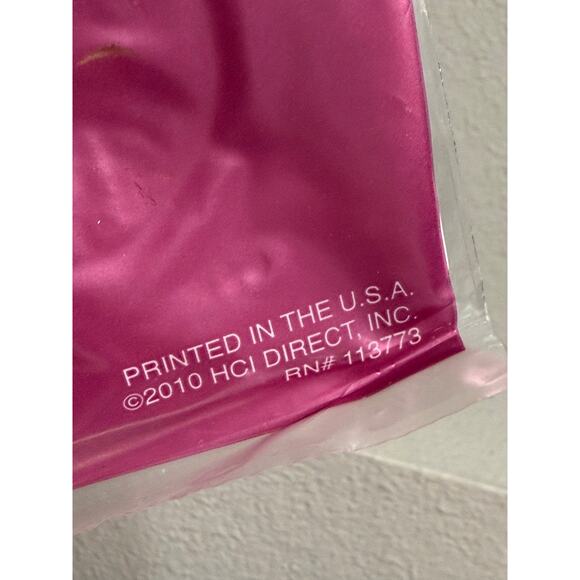 PRINTED IN THE U.S.A.
©2010 HCI DIRECT, INC.
RN# 113773